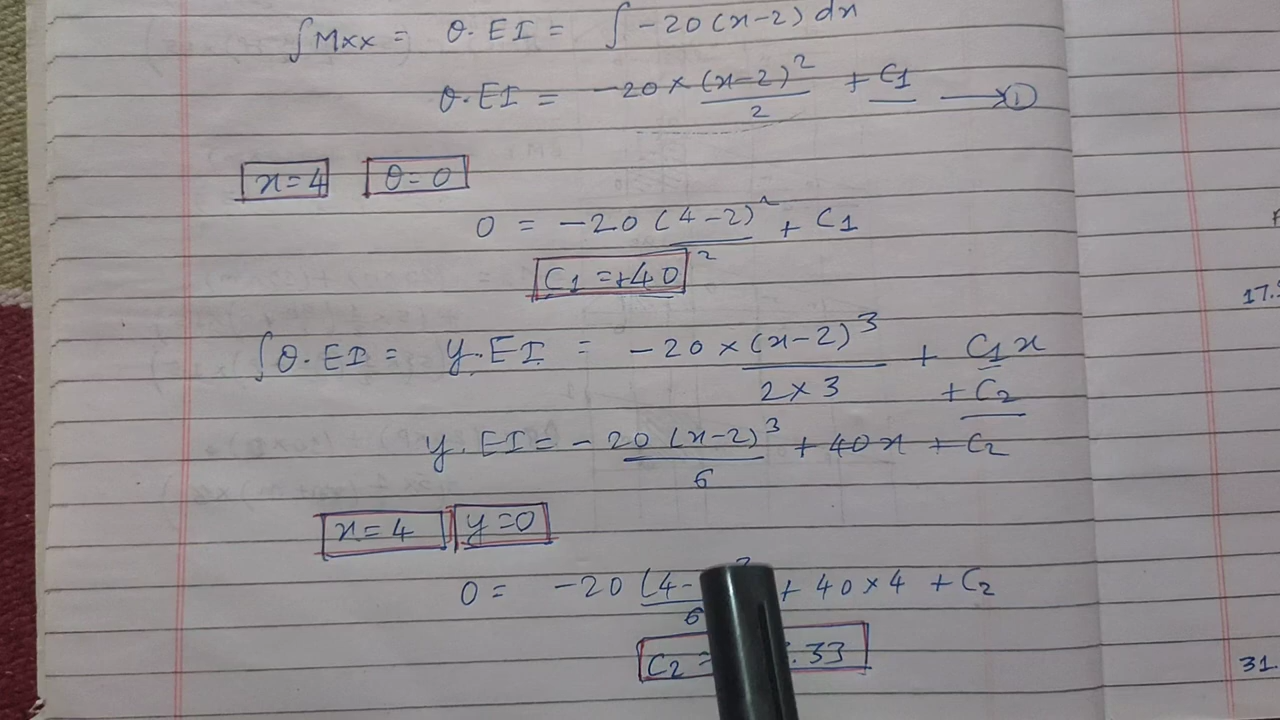 ∫Mxx = θ.EI = ∫-20(x-2)dx
θ.EI = -20×(x-2)²/2 + C1 → ①
x=4 θ=0
0 = -20(4-2)²/2 + C1
C1 = +40
∫θ.EI = y.EI = -20×(x-2)³/2×3 + C1x
+C2
y.EI = -20(x-2)³/6 + 40x + C2
x=4 y=0
0 = -20(4- /6 + 40×4 + C2
C2 = .33
31.